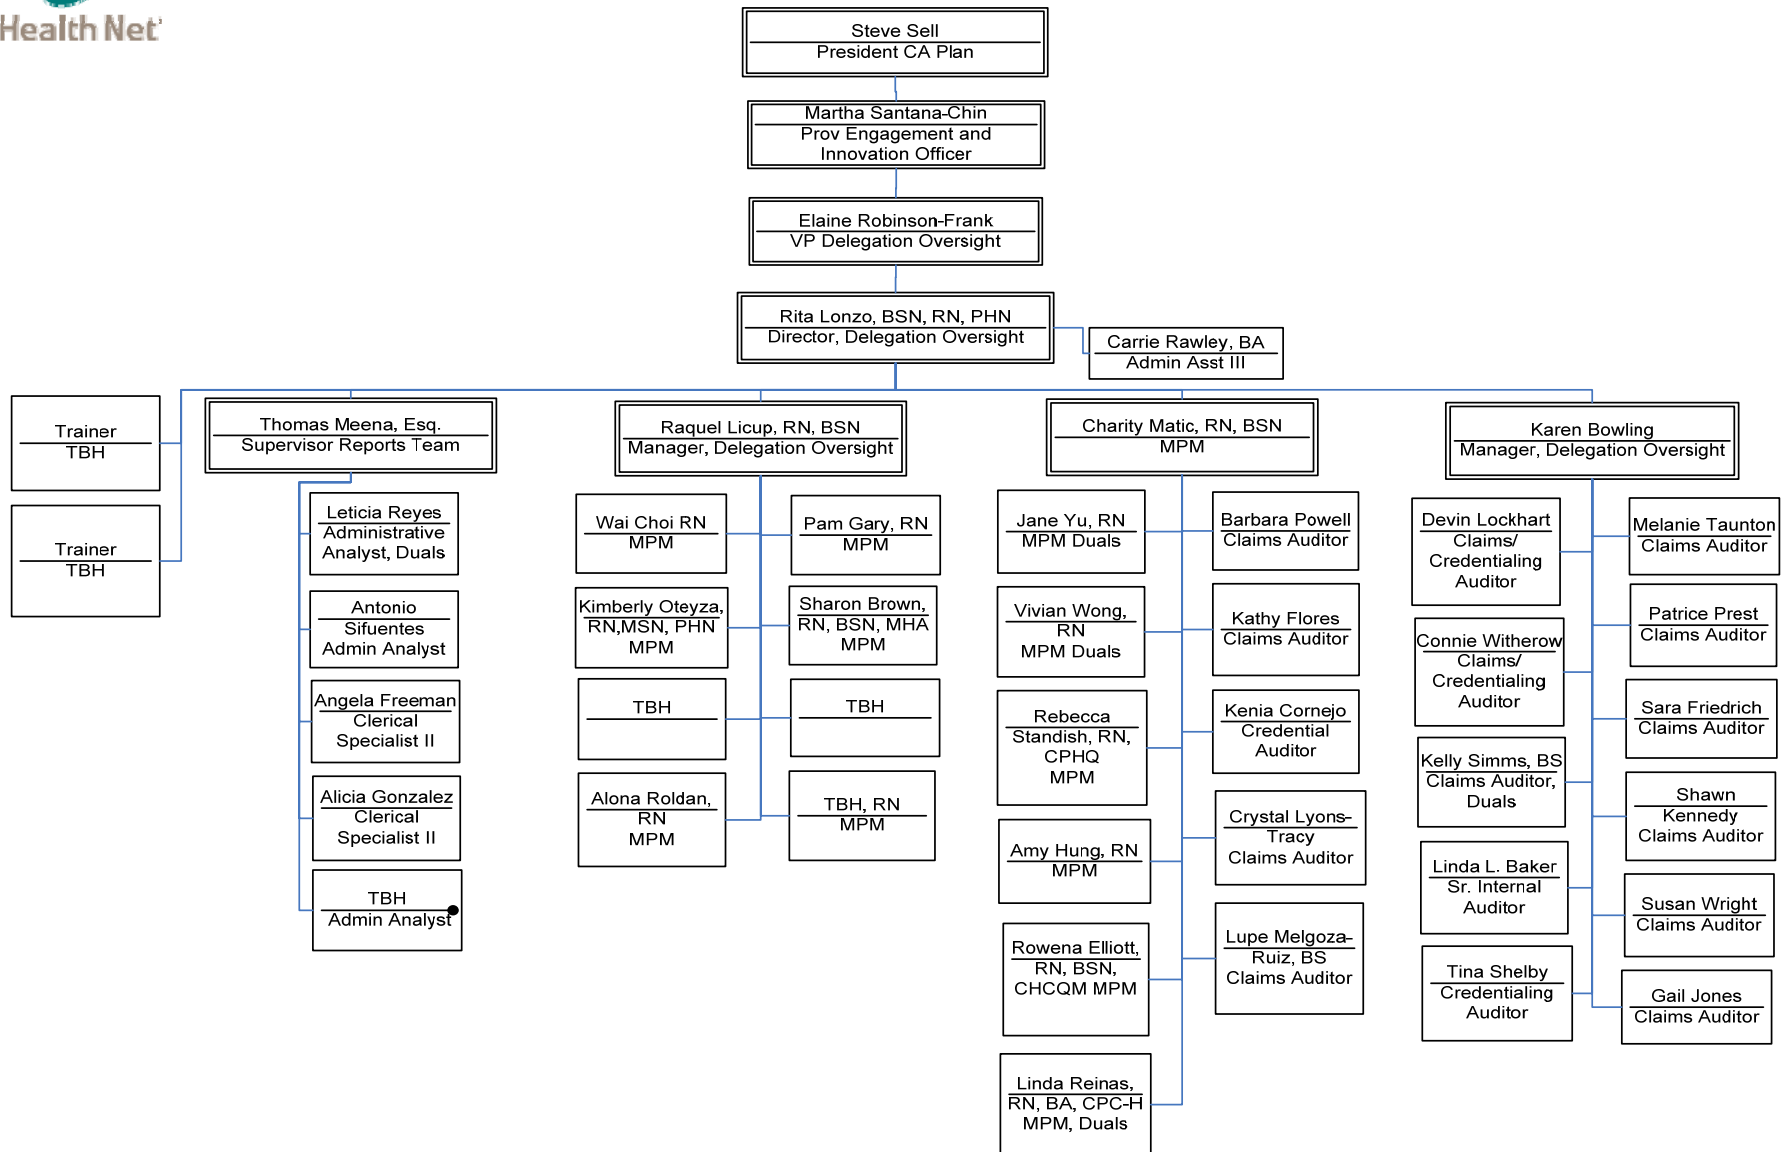 Health Net
Steve Sell
President CA Plan
Martha Santana-Chin
Prov Engagement and
Innovation Officer
Elaine Robinson-Frank
VP Delegation Oversight
Rita Lonzo, BSN, RN, PHN
Director, Delegation Oversight
Carrie Rawley, BA
Admin Asst III
Trainer
TBH
Trainer
TBH
Thomas Meena, Esq.
Supervisor Reports Team
Leticia Reyes
Administrative
Analyst, Duals
Antonio
Sifuentes
Admin Analyst
Angela Freeman
Clerical
Specialist II
Alicia Gonzalez
Clerical
Specialist II
TBH
Admin Analyst
Raquel Licup, RN, BSN
Manager, Delegation Oversight
Wai Choi RN
MPM
Kimberly Oteyza,
RN,MSN, PHN
MPM
TBH
Alona Roldan,
RN
MPM
Pam Gary, RN
MPM
Sharon Brown,
RN, BSN, MHA
MPM
TBH
TBH, RN
MPM
Charity Matic, RN, BSN
MPM
Jane Yu, RN
MPM Duals
Vivian Wong,
RN
MPM Duals
Rebecca
Standish, RN,
CPHQ
MPM
Amy Hung, RN
MPM
Rowena Elliott,
RN, BSN,
CHCQM MPM
Linda Reinas,
RN, BA, CPC-H
MPM, Duals
Barbara Powell
Claims Auditor
Kathy Flores
Claims Auditor
Kenia Cornejo
Credential
Auditor
Crystal Lyons-
Tracy
Claims Auditor
Lupe Melgoza-
Ruiz, BS
Claims Auditor
Karen Bowling
Manager, Delegation Oversight
Devin Lockhart
Claims/
Credentialing
Auditor
Connie Witherow
Claims/
Credentialing
Auditor
Kelly Simms, BS
Claims Auditor,
Duals
Linda L. Baker
Sr. Internal
Auditor
Tina Shelby
Credentialing
Auditor
Melanie Taunton
Claims Auditor
Patrice Prest
Claims Auditor
Sara Friedrich
Claims Auditor
Shawn
Kennedy
Claims Auditor
Susan Wright
Claims Auditor
Gail Jones
Claims Auditor